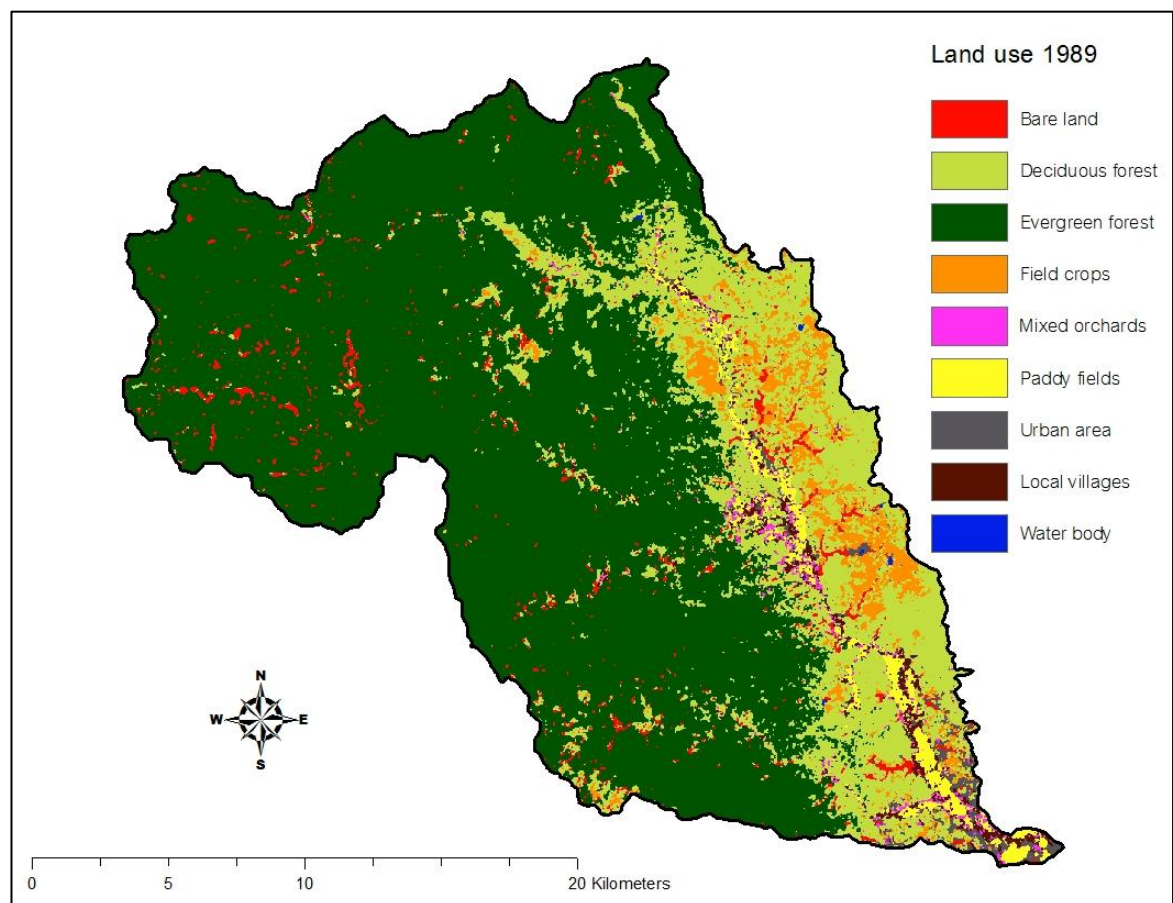 Land use 1989
Bare land
Deciduous forest
Evergreen forest
Field crops
Mixed orchards
Paddy fields
Urban area
Local villages
Water body
N
W E
S
0 5 10 20 Kilometers